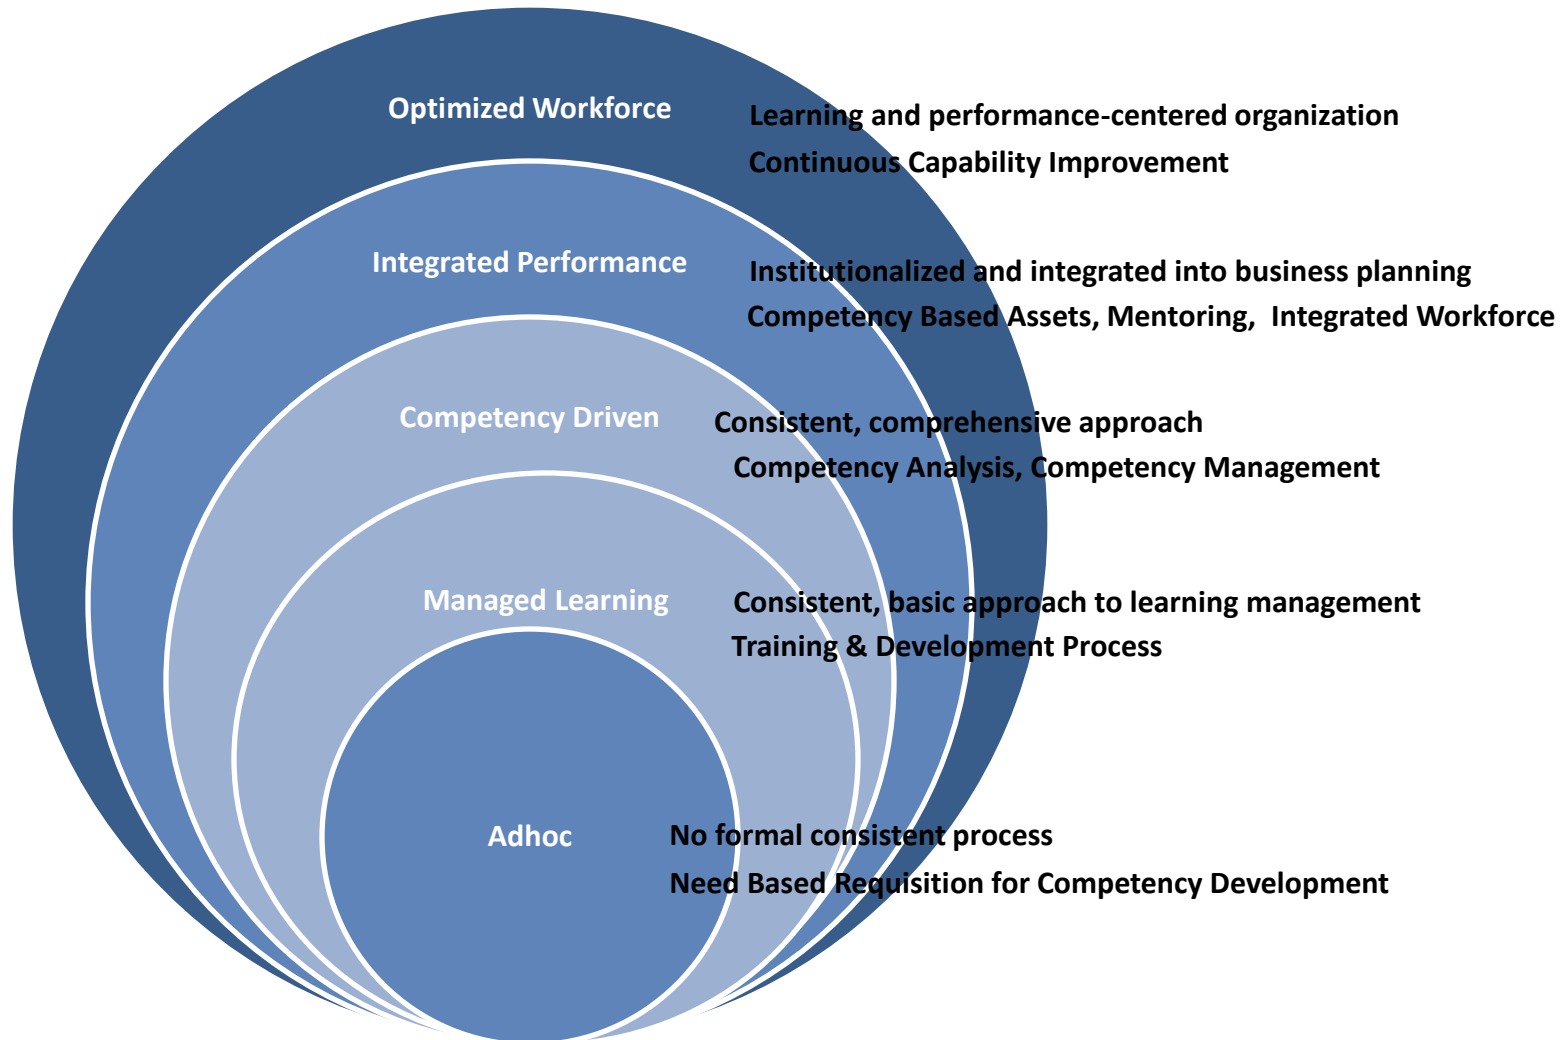 Optimized Workforce
Learning and performance-centered organization
Continuous Capability Improvement
Integrated Performance
Institutionalized and integrated into business planning
Competency Based Assets, Mentoring,  Integrated Workforce
Competency Driven
Consistent, comprehensive approach
Competency Analysis, Competency Management
Managed Learning
Consistent, basic approach to learning management
Training & Development Process
Adhoc
No formal consistent process
Need Based Requisition for Competency Development